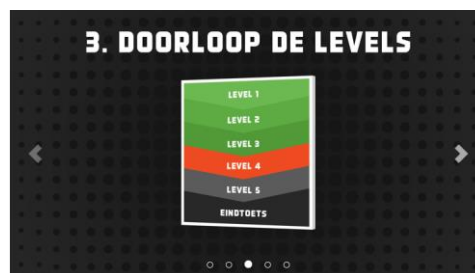 3. DOORLOOP DE LEVELS
LEVEL 1
LEVEL 2
LEVEL 3
LEVEL 4
LEVEL 5
EINDTOETS